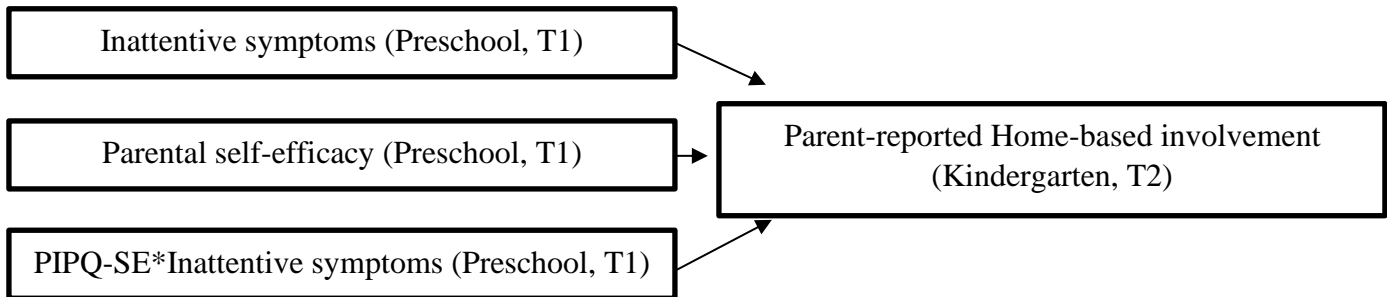 Inattentive symptoms (Preschool, T1)
Parental self-efficacy (Preschool, T1)
PIPQ-SE*Inattentive symptoms (Preschool, T1)
Parent-reported Home-based involvement
(Kindergarten, T2)